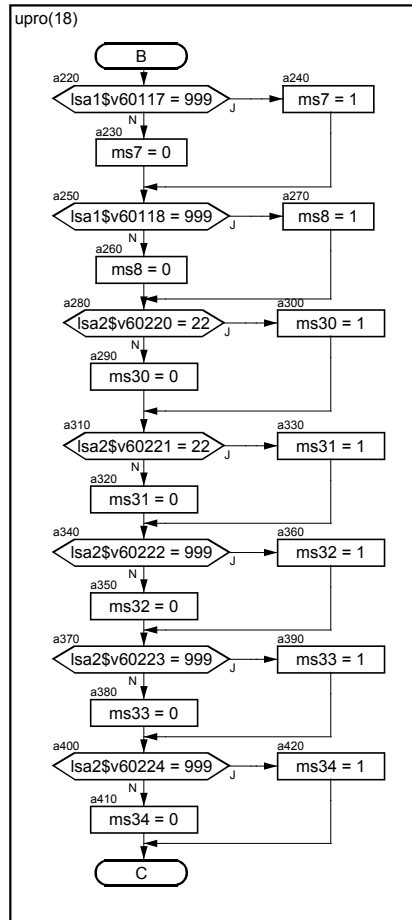 upro(18)
B
a220
lsa1$v60117 = 999
J
N
a240
ms7 = 1
a230
ms7 = 0
a250
lsa1$v60118 = 999
J
N
a270
ms8 = 1
a260
ms8 = 0
a280
lsa2$v60220 = 22
J
N
a300
ms30 = 1
a290
ms30 = 0
a310
lsa2$v60221 = 22
J
N
a330
ms31 = 1
a320
ms31 = 0
a340
lsa2$v60222 = 999
J
N
a360
ms32 = 1
a350
ms32 = 0
a370
lsa2$v60223 = 999
J
N
a390
ms33 = 1
a380
ms33 = 0
a400
lsa2$v60224 = 999
J
N
a420
ms34 = 1
a410
ms34 = 0
C